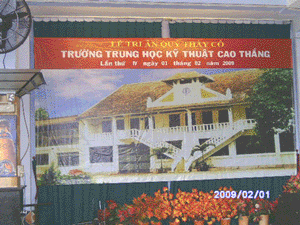 LỄ TRI ÂN QUÝ THẦY CÔ
TRƯỜNG TRUNG HỌC KỸ THUẬT CAO THẮNG
Lần thứ IV ngày 01 tháng 02 năm 2009
2009/02/01